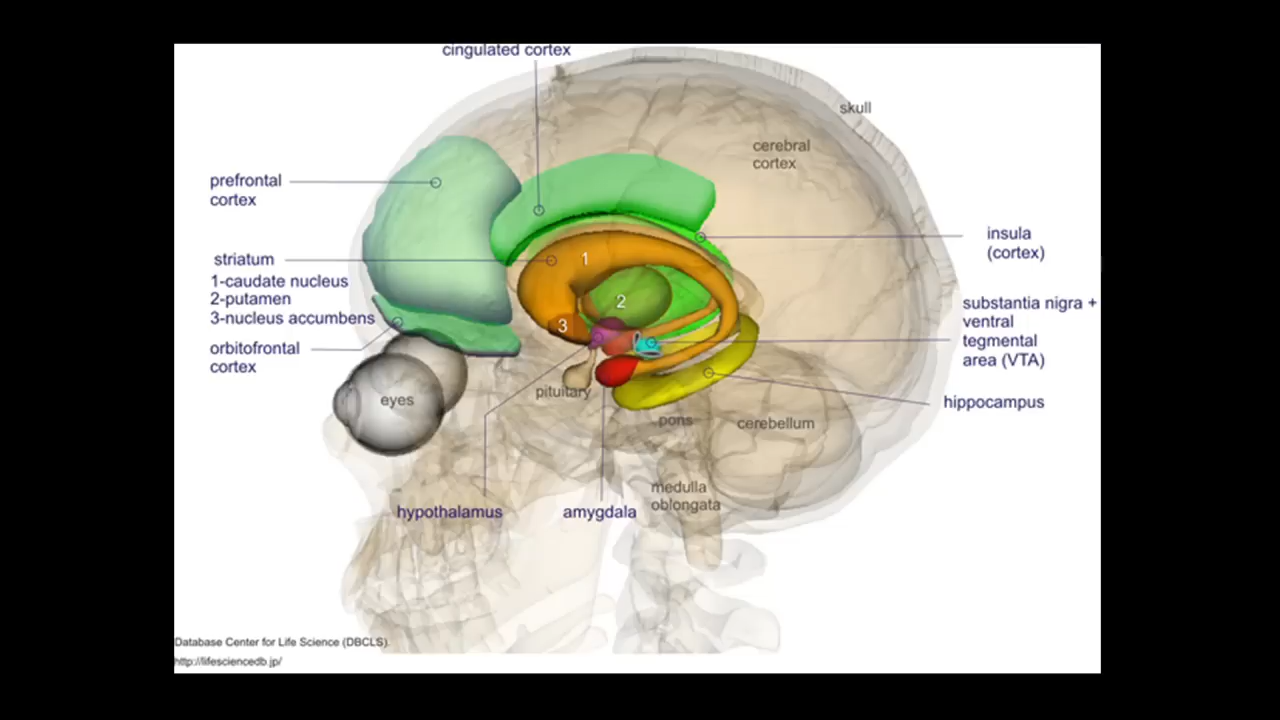 cingulated cortex
skull
cerebral
cortex
prefrontal
cortex
insula
(cortex)
striatum
1-caudate nucleus
2-putamen
3-nucleus accumbens
1
2
3
substantia nigra +
ventral
tegmental
area (VTA)
orbitofrontal
cortex
eyes
pituitary
hippocampus
pons
cerebellum
medulla
oblongata
hypothalamus
amygdala
Database Center for Life Science (DBCLS).
http://lifesciencedb.jp/